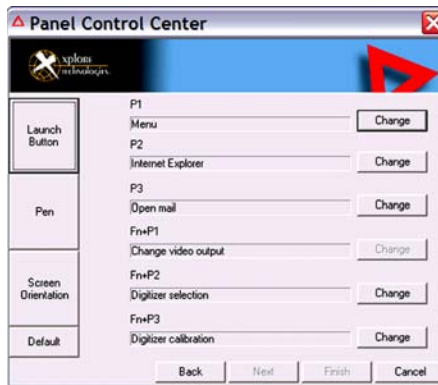 Panel Control Center
xplore
technologies.
Launch
Button
Pen
Screen
Orientation
Default
P1
Menu
Change
P2
Internet Explorer
Change
P3
Open mail
Change
Fn+P1
Change video output
Change
Fn+P2
Digitizer selection
Change
Fn+P3
Digitizer calibration
Change
Back
Next
Finish
Cancel